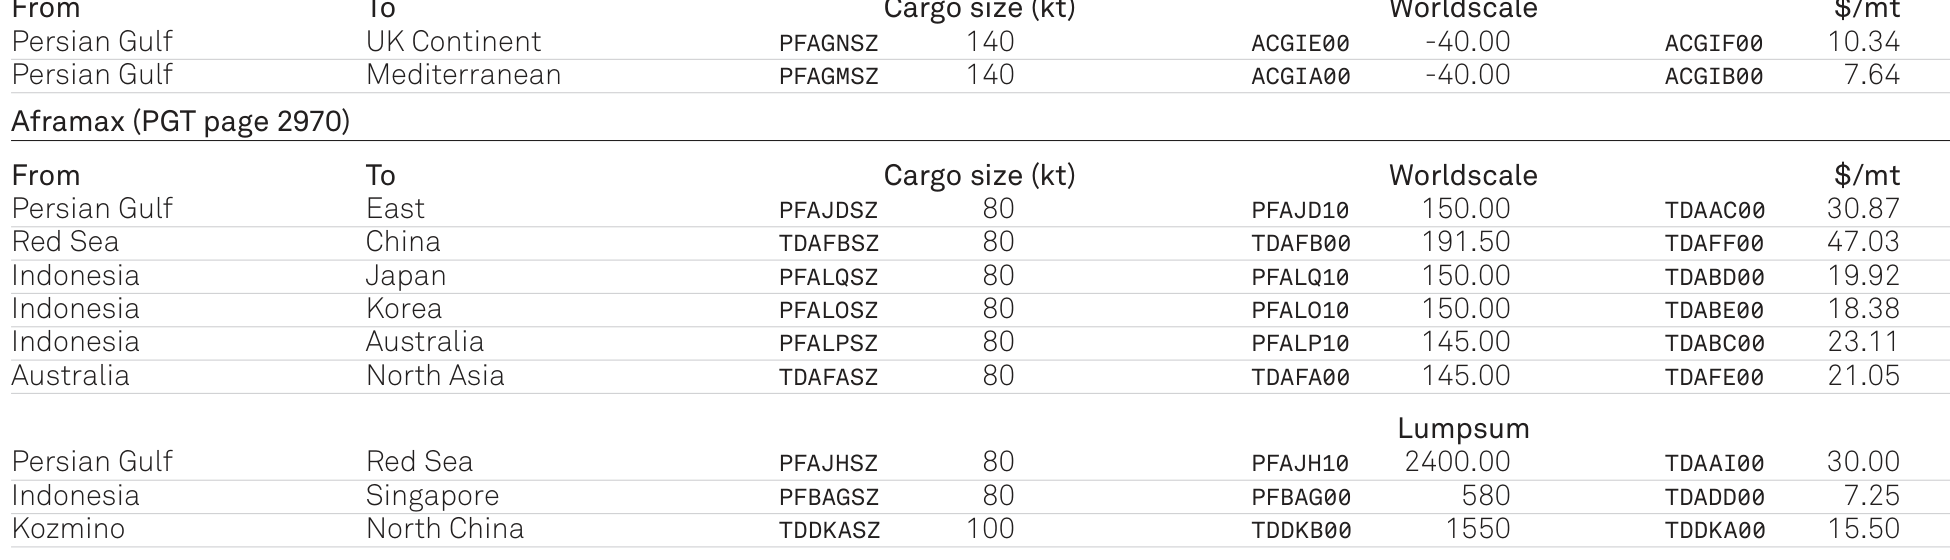 From To Cargo size (kt) Worldscale $/mt
Persian Gulf UK Continent PFAGNSZ 140 ACGIE00 -40.00 ACGIF00 10.34
Persian Gulf Mediterranean PFAGMSZ 140 ACGIA00 -40.00 ACGIB00 7.64
Aframax (PGT page 2970)
From To Cargo size (kt) Worldscale $/mt
Persian Gulf East PFAJDSZ 80 PFAJD10 150.00 TDAAC00 30.87
Red Sea China TDAFBSZ 80 TDAFB00 191.50 TDAFF00 47.03
Indonesia Japan PFALQSZ 80 PFALQ10 150.00 TDABD00 19.92
Indonesia Korea PFALOSZ 80 PFALO10 150.00 TDABE00 18.38
Indonesia Australia PFALPSZ 80 PFALP10 145.00 TDABC00 23.11
Australia North Asia TDAFASZ 80 TDAFA00 145.00 TDAFE00 21.05
Lumpsum
Persian Gulf Red Sea PFAJHSZ 80 PFAJH10 2400.00 TDAAI00 30.00
Indonesia Singapore PFBAGSZ 80 PFBAG00 580 TDADD00 7.25
Kozmino North China TDDKASZ 100 TDDKB00 1550 TDDKA00 15.50